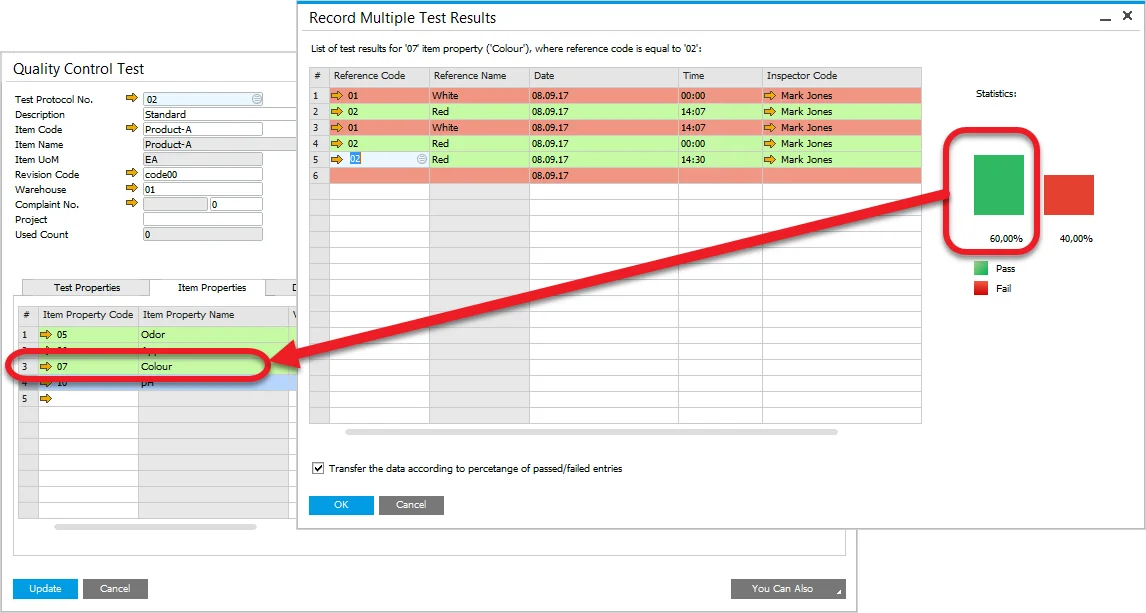 Record Multiple Test Results
List of test results for '07' item property ('Colour'), where reference code is equal to '02':
# Reference Code Reference Name Date Time Inspector Code
1 01 White 08.09.17 00:00 Mark Jones
2 02 Red 08.09.17 14:07 Mark Jones
3 01 White 08.09.17 14:07 Mark Jones
4 02 Red 08.09.17 00:00 Mark Jones
5 02 Red 08.09.17 14:30 Mark Jones
6 08.09.17
Statistics:
60,00% 40,00%
Pass
Fail
Transfer the data according to percetange of passed/failed entries
OK Cancel
Quality Control Test
Test Protocol No. 02
Description Standard
Item Code Product-A
Item Name Product-A
Item UoM EA
Revision Code code00
Warehouse 01
Complaint No. 0
Project
Used Count 0
Test Properties Item Properties D
# Item Property Code Item Property Name V
1 05 Odor
3 07 Colour
4 10 pH
5
Update Cancel You Can Also